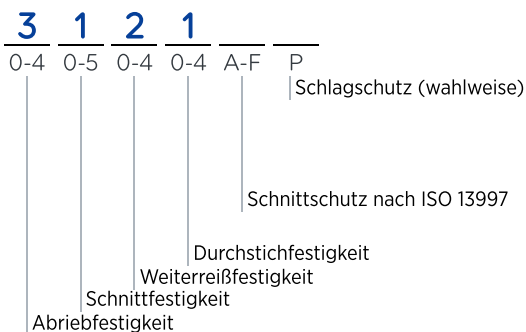 3 1 2 1
0-4 0-5 0-4 0-4 A-F P
Schlagschutz (wahlweise)
Schnittschutz nach ISO 13997
Durchstichfestigkeit
Weiterreißfestigkeit
Schnittfestigkeit
Abriebfestigkeit